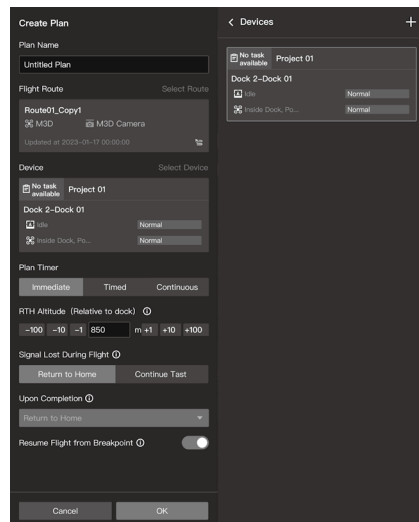 Create Plan
Plan Name
Untitled Plan
Flight Route Select Route
Route01_Copy1
M3D M3D Camera
Updated at 2023-01-17 00:00:00
Device Select Device
No task available Project 01
Dock 2-Dock 01
Idle Normal
Inside Dock, Po... Normal
Plan Timer
Immediate Timed Continuous
RTH Altitude (Relative to dock)
-100 -10 -1 850 m +1 +10 +100
Signal Lost During Flight
Return to Home Continue Tast
Upon Completion
Return to Home
Resume Flight from Breakpoint
Cancel OK
< Devices +
No task available Project 01
Dock 2-Dock 01
Idle Normal
Inside Dock, Po... Normal